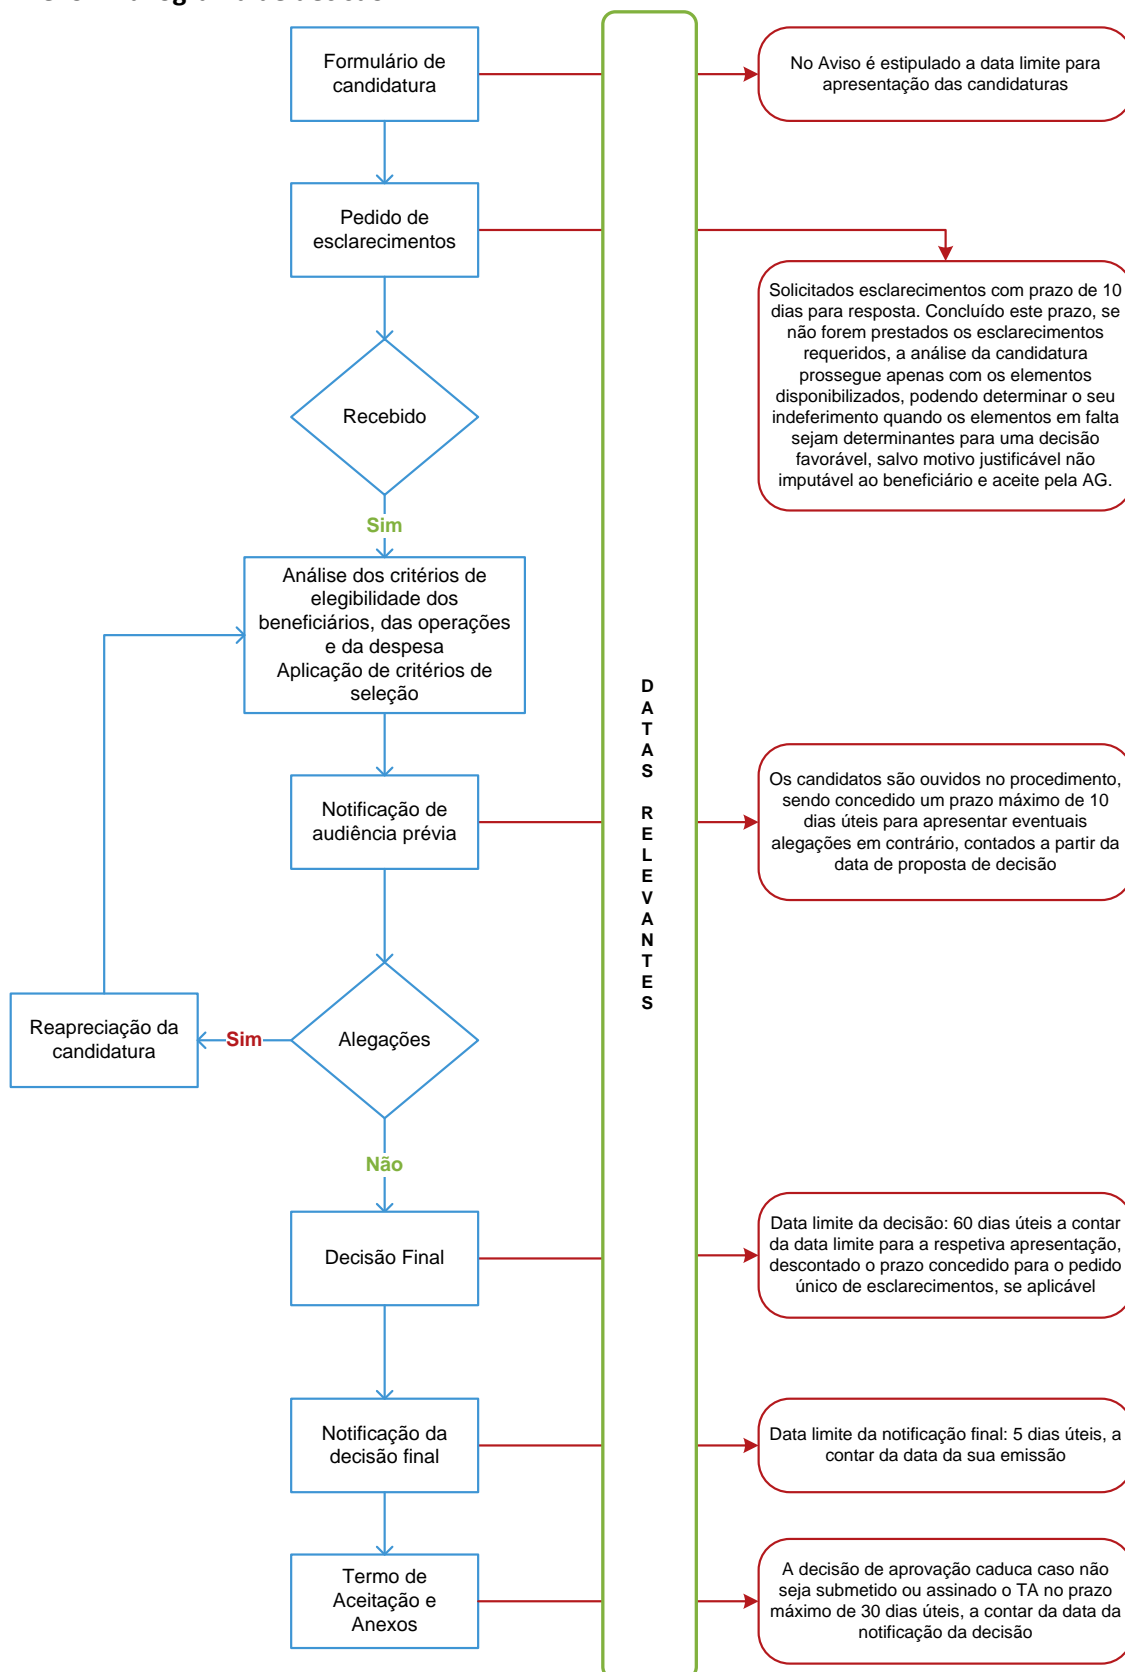 Formulário de
candidatura
No Aviso é estipulado a data limite para
apresentação das candidaturas
Pedido de
esclarecimentos
Solicitados esclarecimentos com prazo de 10
dias para resposta. Concluído este prazo, se
não forem prestados os esclarecimentos
requeridos, a análise da candidatura
prossegue apenas com os elementos
disponibilizados, podendo determinar o seu
indeferimento quando os elementos em falta
sejam determinantes para uma decisão
favorável, salvo motivo justificável não
imputável ao beneficiário e aceite pela AG.
Recebido
Sim
Análise dos critérios de
elegibilidade dos
beneficiários, das operações
e da despesa
Aplicação de critérios de
seleção
D
A
T
A
S
R
E
L
E
V
A
N
T
E
S
Notificação de
audiência prévia
Os candidatos são ouvidos no procedimento,
sendo concedido um prazo máximo de 10
dias úteis para apresentar eventuais
alegações em contrário, contados a partir da
data de proposta de decisão
Reapreciação da
candidatura
Sim
Alegações
Não
Decisão Final
Data limite da decisão: 60 dias úteis a contar
da data limite para a respetiva apresentação,
descontado o prazo concedido para o pedido
único de esclarecimentos, se aplicável
Notificação da
decisão final
Data limite da notificação final: 5 dias úteis, a
contar da data da sua emissão
Termo de
Aceitação e
Anexos
A decisão de aprovação caduca caso não
seja submetido ou assinado o TA no prazo
máximo de 30 dias úteis, a contar da data da
notificação da decisão